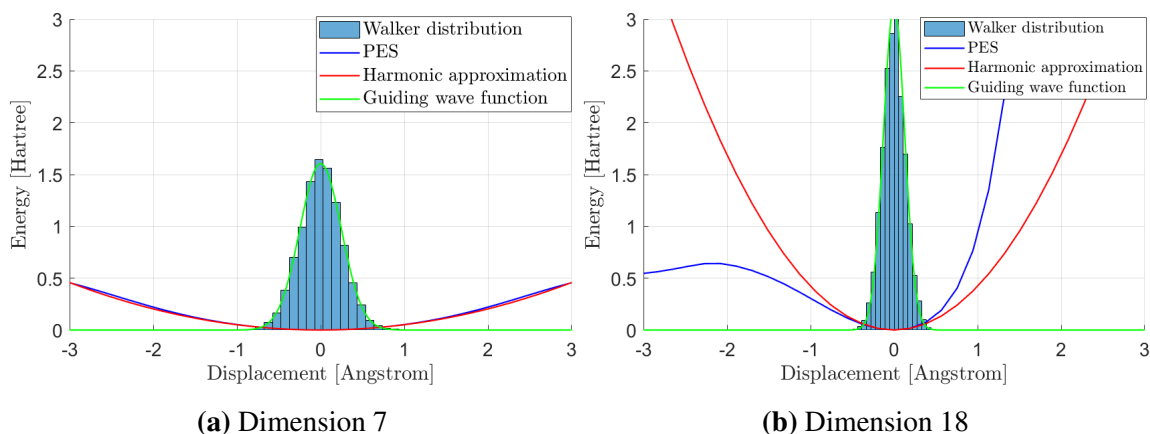 3
2.5
2
1.5
1
0.5
0
Energy [Hartree]
-3 -2 -1 0 1 2 3
Displacement [Angstrom]
Walker distribution
PES
Harmonic approximation
Guiding wave function
(a) Dimension 7
3
2.5
2
1.5
1
0.5
0
Energy [Hartree]
-3 -2 -1 0 1 2 3
Displacement [Angstrom]
Walker distribution
PES
Harmonic approximation
Guiding wave function
(b) Dimension 18